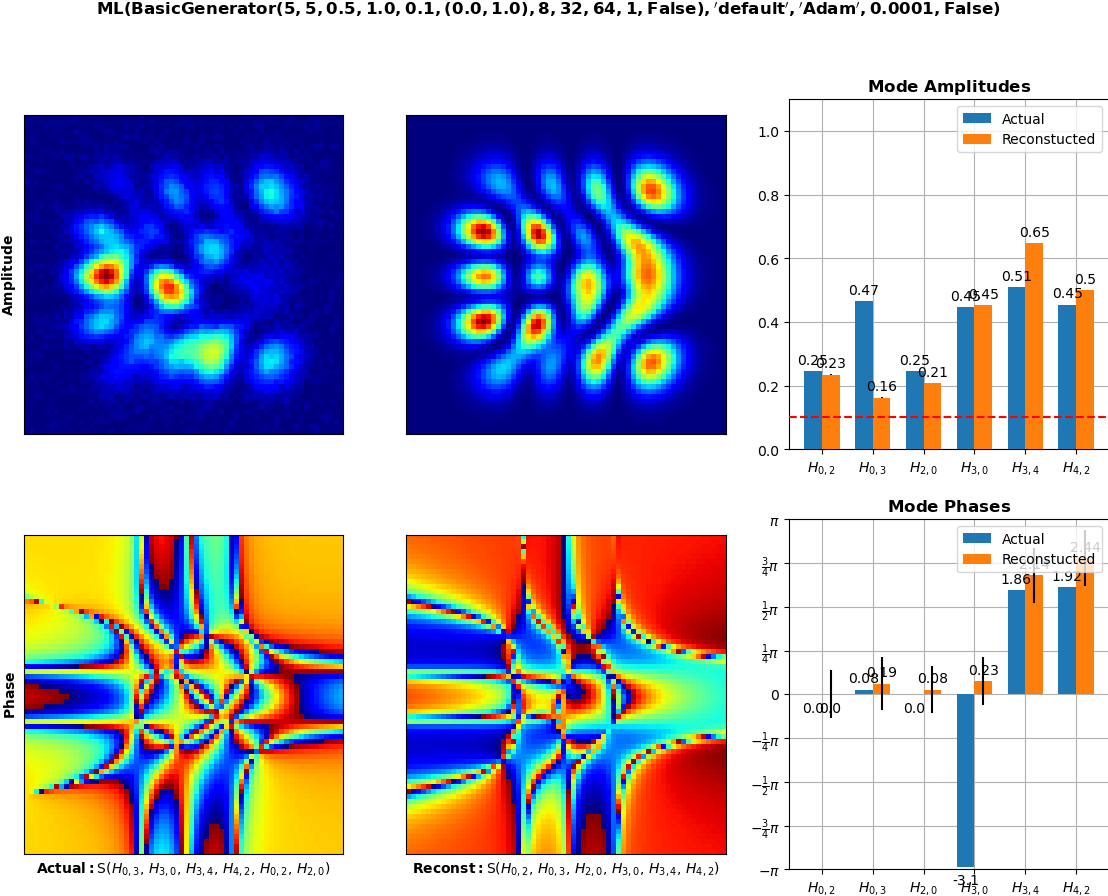 ML(BasicGenerator(5, 5, 0.5, 1.0, 0.1, (0.0, 1.0), 8, 32, 64, 1, False), 'default', 'Adam', 0.0001, False)
Amplitude
Mode Amplitudes
Actual
Reconstucted
1.0
0.8
0.6
0.4
0.2
0.0
0.25
0.23
0.47
0.16
0.25
0.21
0.45
0.45
0.51
0.65
0.45
0.5
H0,2 H0,3 H2,0 H3,0 H3,4 H4,2
Phase
Actual: S(H0,3, H3,0, H3,4, H4,2, H0,2, H2,0)
Reconst: S(H0,2, H0,3, H2,0, H3,0, H3,4, H4,2)
Mode Phases
Actual
Reconstucted
π
3/4π
1/2π
1/4π
0
−1/4π
−1/2π
−3/4π
−π
0.0
0.0
0.08
0.19
0.0
0.08
-3.1
0.23
1.86
1.92
2.44
H0,2 H0,3 H2,0 H3,0 H3,4 H4,2